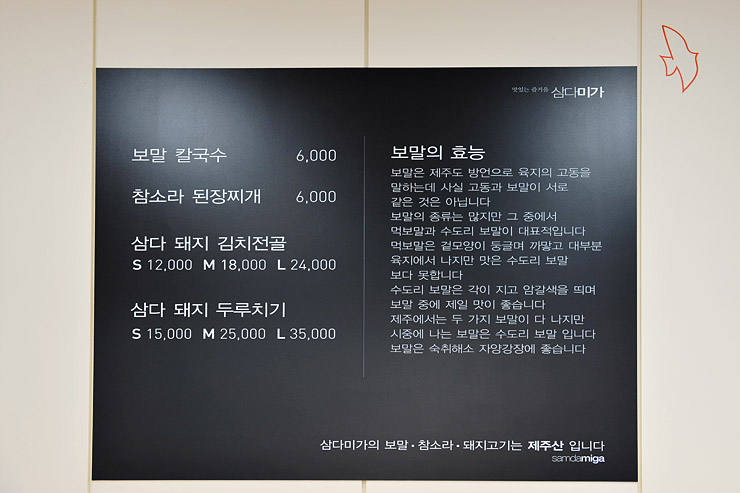 맛있는 즐거움 삼다미가
보말 칼국수 6,000
참소라 된장찌개 6,000
삼다 돼지 김치전골
S 12,000 M 18,000 L 24,000
삼다 돼지 두루치기
S 15,000 M 25,000 L 35,000
보말의 효능
보말은 제주도 방언으로 육지의 고동을
말하는데 사실 고동과 보말이 서로
같은 것은 아닙니다
보말의 종류는 많지만 그 중에서
먹보말과 수도리 보말이 대표적입니다
먹보말은 겉모양이 둥글며 까맣고 대부분
육지에서 나지만 맛은 수도리 보말
보다 못합니다
수도리 보말은 각이 지고 암갈색을 띄며
보말 중에 제일 맛이 좋습니다
제주에서는 두 가지 보말이 다 나지만
시중에 나는 보말은 수도리 보말 입니다
보말은 숙취해소 자양강장에 좋습니다
삼다미가의 보말·참소라·돼지고기는 제주산 입니다
samdamiga